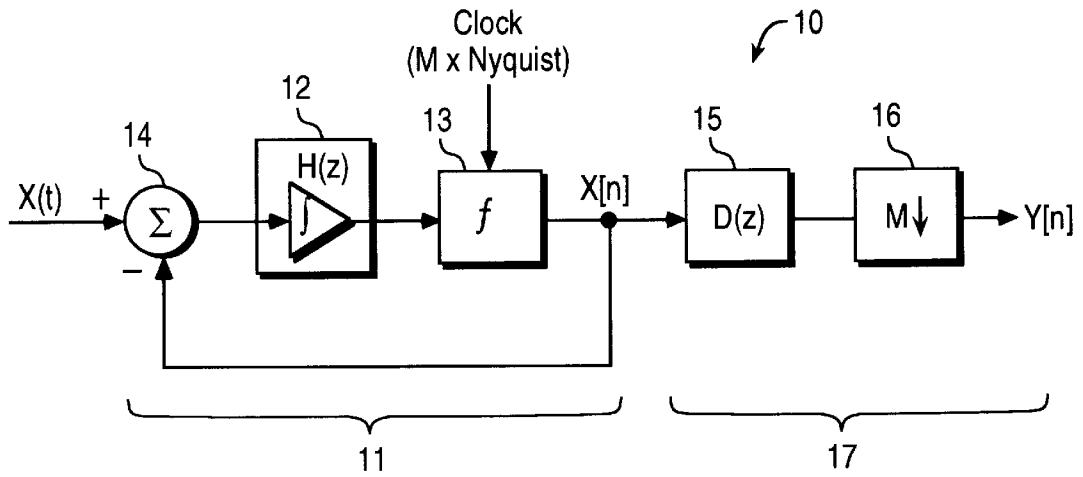 Clock
(M x Nyquist)
10
12
13
14
15
16
H(z)
X(t)
+
Σ
∫
f
X[n]
D(z)
M↓
Y[n]
−
11
17